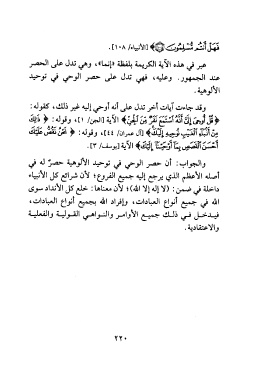 فَهَلْ أَنتُم مُّسْلِمُونَ ﴿١٠٨﴾ [الأنبياء/ ١٠٨].
عبر في هذه الآية الكريمة بلفظة «إنما»، وهي تدل على الحصر
عند الجمهور. وعليه، فهي تدل على حصر الوحي في توحيد
الألوهية.
وقد جاءت آيات أخر تدل على أنه أوحي إليه غير ذلك، كقوله:
﴿قُلْ أُوحِىَ إِلَىَّ أَنَّهُ ٱسْتَمَعَ نَفَرٌ مِّنَ ٱلْجِنِّ﴾ الآية [الجن/ ١]، وقوله: ﴿ذَٰلِكَ
مِنْ أَنۢبَآءِ ٱلْغَيْبِ نُوحِيهِ إِلَيْكَ﴾ [آل عمران/ ٤٤]، وقوله: ﴿نَحْنُ نَقُصُّ عَلَيْكَ
أَحْسَنَ ٱلْقَصَصِ بِمَآ أَوْحَيْنَآ إِلَيْكَ﴾ الآية [يوسف/ ٣].
والجواب: أن حصر الوحي في توحيد الألوهية حصرٌ له في
أصله الأعظم الذي يرجع إليه جميع الفروع؛ لأن شرائع كل الأنبياء
داخلة في ضمن: (لا إله إلا الله)؛ لأن معناها: خلع كل الأنداد سوى
الله في جميع أنواع العبادات، وإفراد الله بجميع أنواع العبادات،
فيدخل في ذلك جميع الأوامر والنواهي القولية والفعلية
والاعتقادية.
٢٢٠